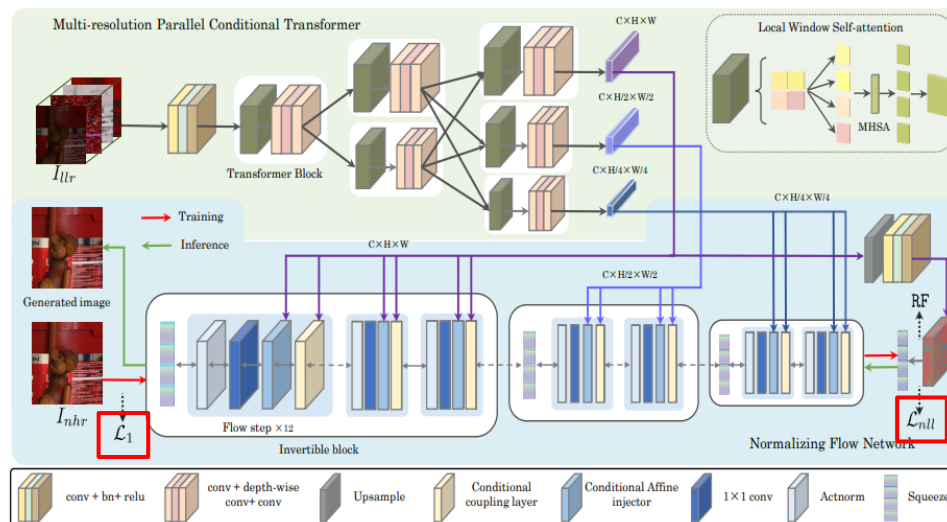 Multi-resolution Parallel Conditional Transformer
C×H×W
Local Window Self-attention
MHSA
C×H/2×W/2
I_llr
Transformer Block
C×H/4×W/4
C×H/4×W/4
Training
Inference
C×H×W
C×H/2×W/2
Generated image
RF
I_nhr
Flow step ×12
ℒ_1
Invertible block
ℒ_nll
Normalizing Flow Network
conv + bn+ relu
conv + depth-wise
conv+ conv
Upsample
Conditional
coupling layer
Conditional Affine
injector
1×1 conv
Actnorm
Squeeze